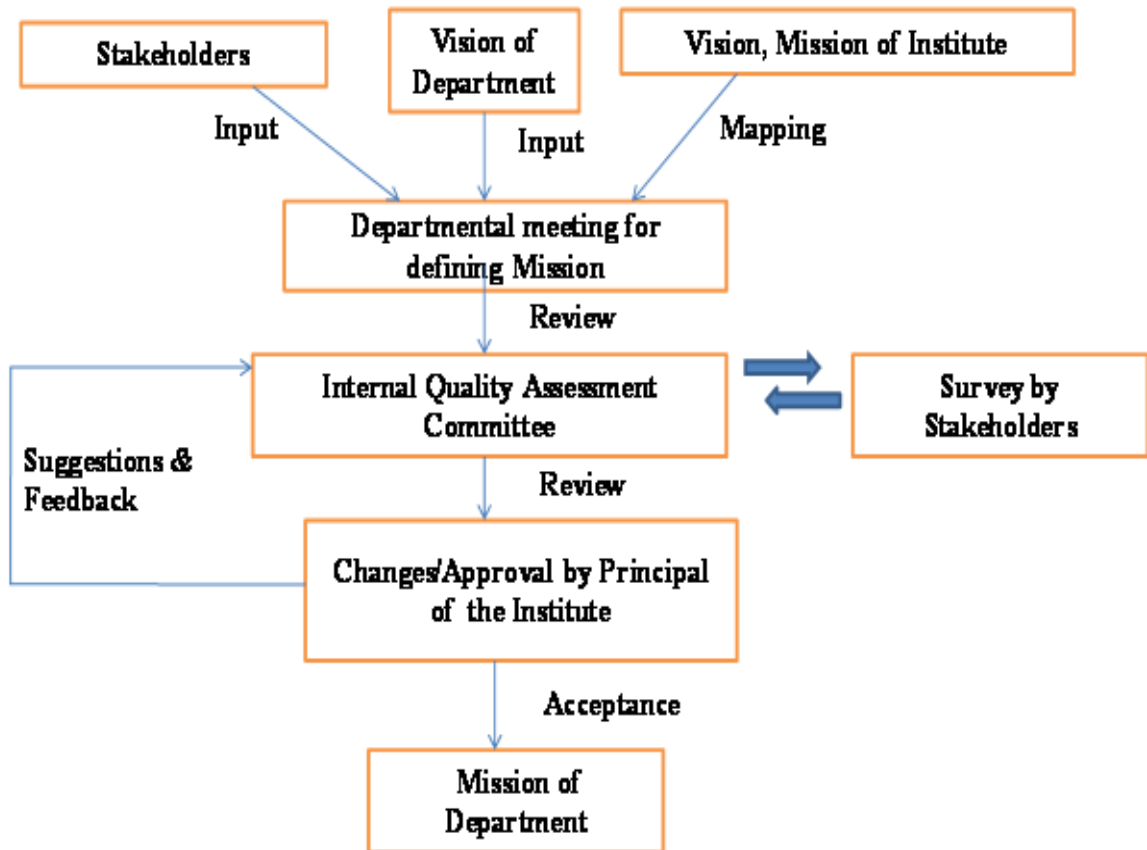 Stakeholders
Vision of
Department
Vision, Mission of Institute
Input
Input
Mapping
Departmental meeting for
defining Mission
Review
Internal Quality Assessment
Committee
Survey by
Stakeholders
Suggestions &
Feedback
Review
Changes/Approval by Principal
of the Institute
Acceptance
Mission of
Department